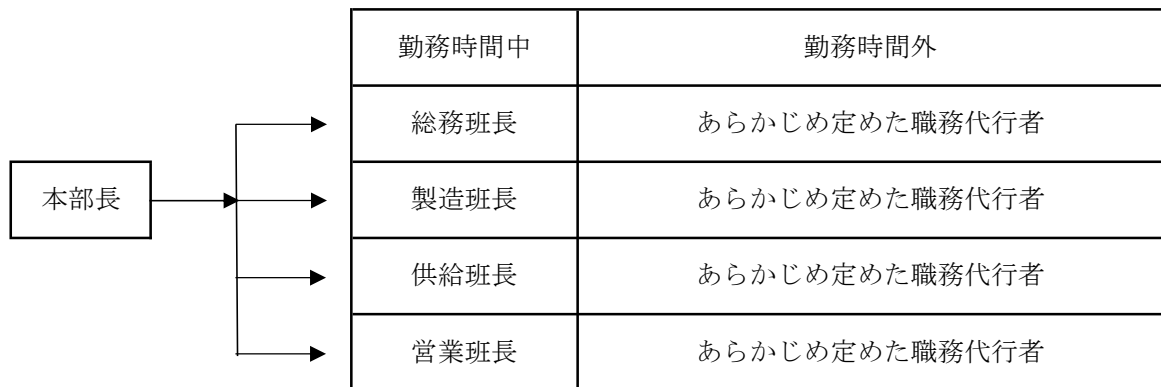 勤務時間中 勤務時間外
総務班長 あらかじめ定めた職務代行者
本部長 製造班長 あらかじめ定めた職務代行者
供給班長 あらかじめ定めた職務代行者
営業班長 あらかじめ定めた職務代行者